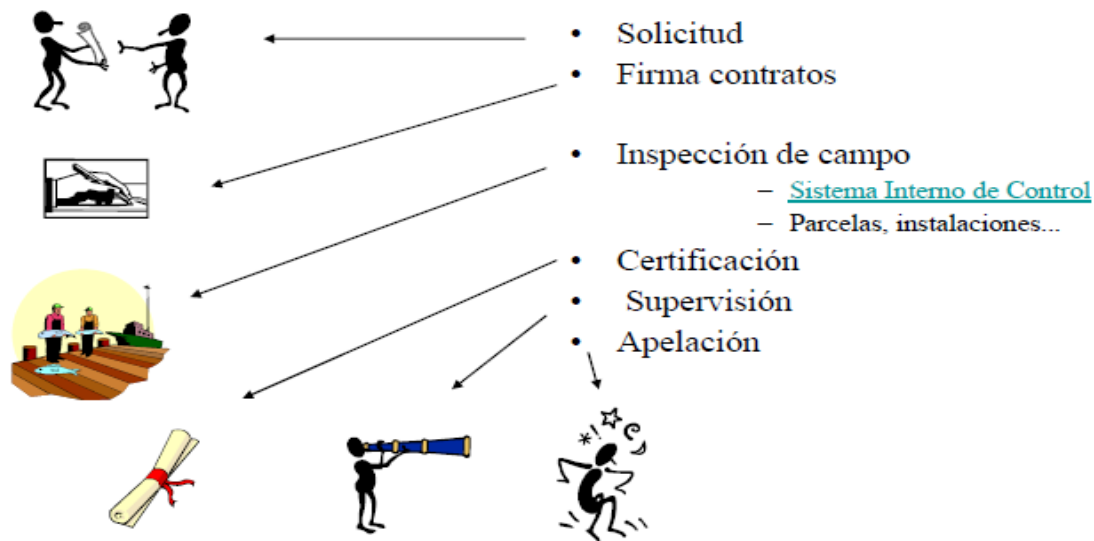 • Solicitud
• Firma contratos
• Inspección de campo
– Sistema Interno de Control
– Parcelas, instalaciones...
• Certificación
• Supervisión
• Apelación
*!